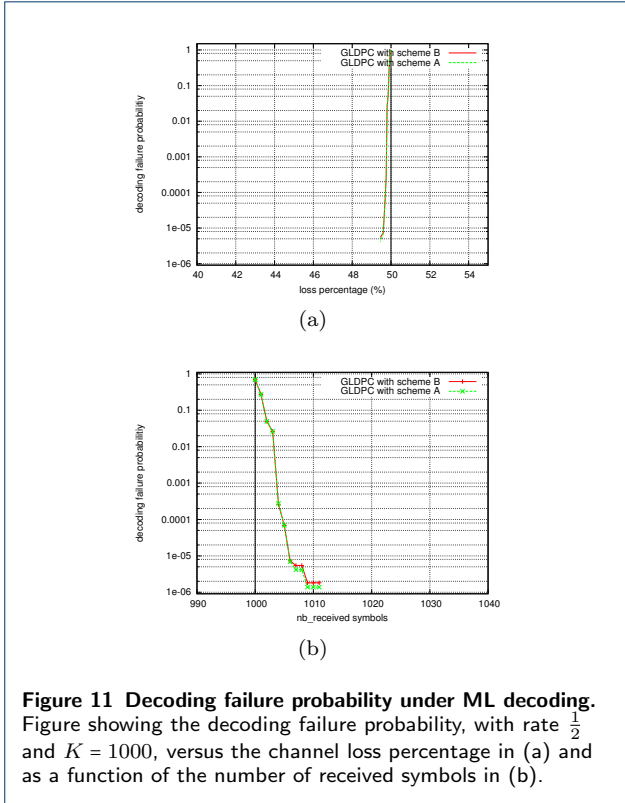 GLDPC with scheme B
GLDPC with scheme A
1
0.1
0.01
0.001
0.0001
1e-05
1e-06
decoding failure probabilitiy
40 42 44 46 48 50 52 54
loss percentage (%)
(a)
GLDPC with scheme B
GLDPC with scheme A
1
0.1
0.01
0.001
0.0001
1e-05
1e-06
decoding failure probabilitiy
990 1000 1010 1020 1030 1040
nb_received symbols
(b)
Figure 11 Decoding failure probability under ML decoding.
Figure showing the decoding failure probability, with rate 1/2
and K = 1000, versus the channel loss percentage in (a) and
as a function of the number of received symbols in (b).